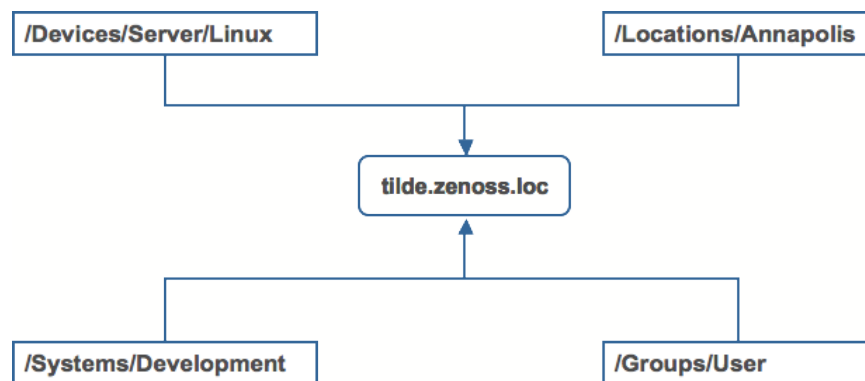 /Devices/Server/Linux
/Locations/Annapolis
tilde.zenoss.loc
/Systems/Development
/Groups/User